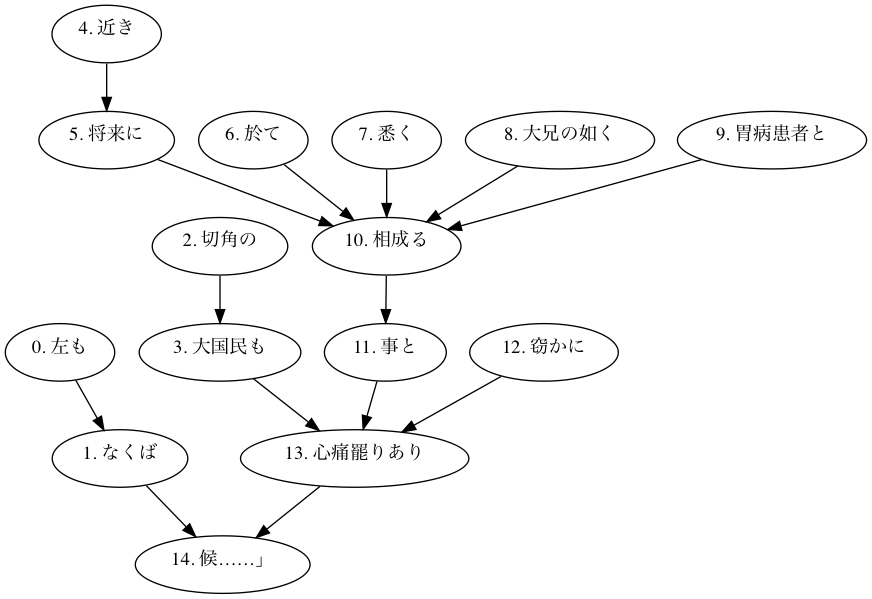 4. 近き
5. 将来に
6. 於て
7. 悉く
8. 大兄の如く
9. 胃病患者と
2. 切角の
10. 相成る
0. 左も
3. 大国民も
11. 事と
12. 窃かに
1. なくば
13. 心痛罷りあり
14. 候……」